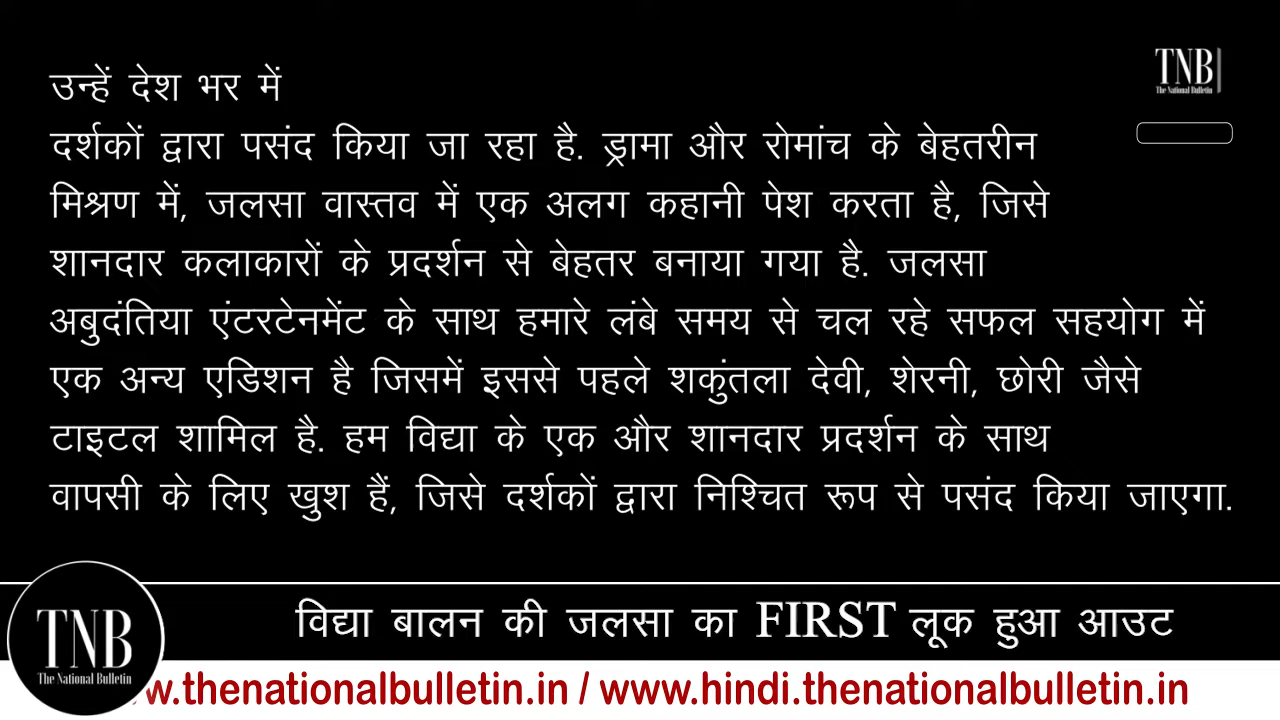 TNB
The National Bulletin
उन्हें देश भर में
दर्शकों द्वारा पसंद किया जा रहा है. ड्रामा और रोमांच के बेहतरीन
मिश्रण में, जलसा वास्तव में एक अलग कहानी पेश करता है, जिसे
शानदार कलाकारों के प्रदर्शन से बेहतर बनाया गया है. जलसा
अबुदंतिया एंटरटेनमेंट के साथ हमारे लंबे समय से चल रहे सफल सहयोग में
एक अन्य एडिशन है जिसमें इससे पहले शकुंतला देवी, शेरनी, छोरी जैसे
टाइटल शामिल है. हम विद्या के एक और शानदार प्रदर्शन के साथ
वापसी के लिए खुश हैं, जिसे दर्शकों द्वारा निश्चित रूप से पसंद किया जाएगा.
विद्या बालन की जलसा का FIRST लूक हुआ आउट
TNB
The National Bulletin
w.thenationalbulletin.in / www.hindi.thenationalbulletin.in